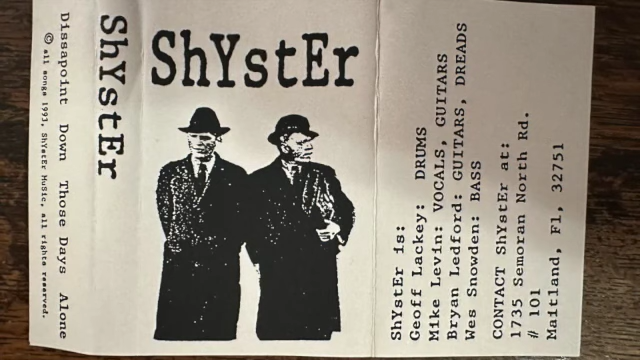 ShYstEr
ShYstEr
Dissapoint Down Those Days Alone
© all songs 1993, ShYstEr MuSic, all rights reserved.
ShYstEr is:
Geoff Lackey: DRUMS
Mike Levin: VOCALS, GUITARS
Bryan Ledford: GUITARS, DREADS
Wes Snowden: BASS
CONTACT ShYstEr at:
1735 Semoran North Rd.
# 101
Maitland, Fl, 32751